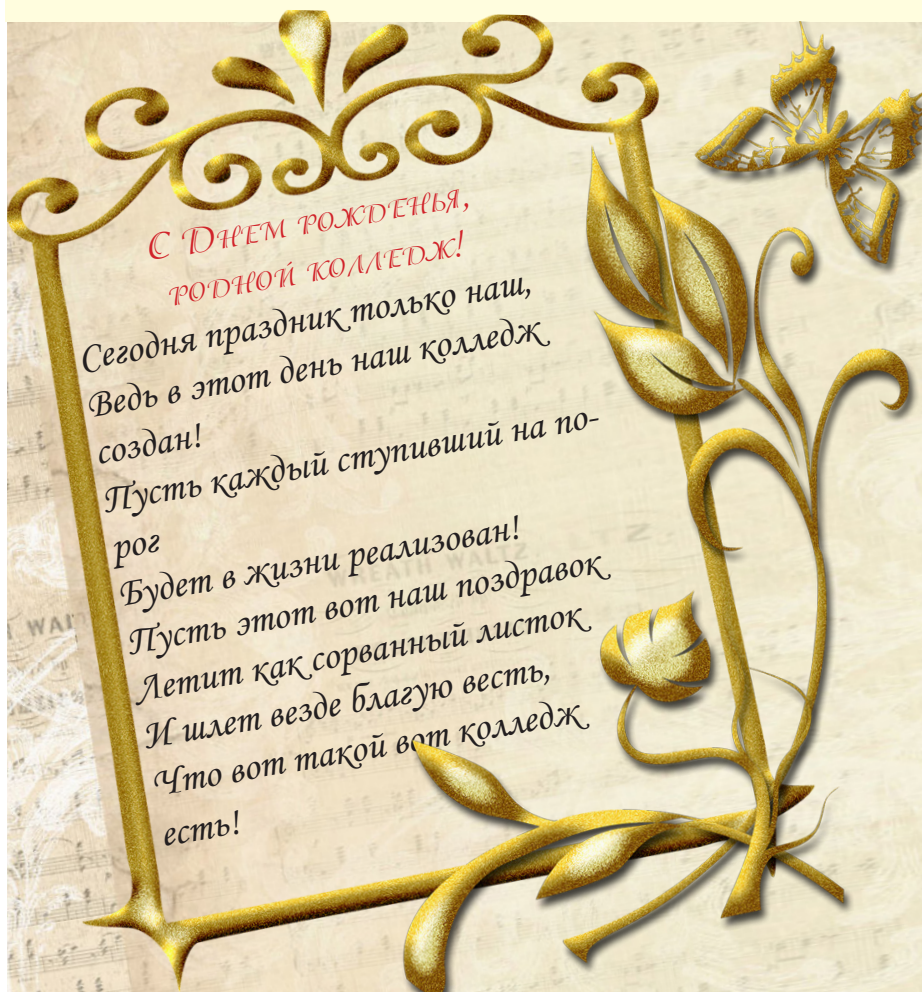 С Днем рожденья,
родной колледж!
Сегодня праздник только наш,
Ведь в этот день наш колледж
создан!
Пусть каждый ступивший на по-
рог
Будет в жизни реализован!
Пусть этот вот наш поздравок
Летит как сорванный листок
И шлет везде благую весть,
Что вот такой вот колледж
есть!
WREATH WALTZ